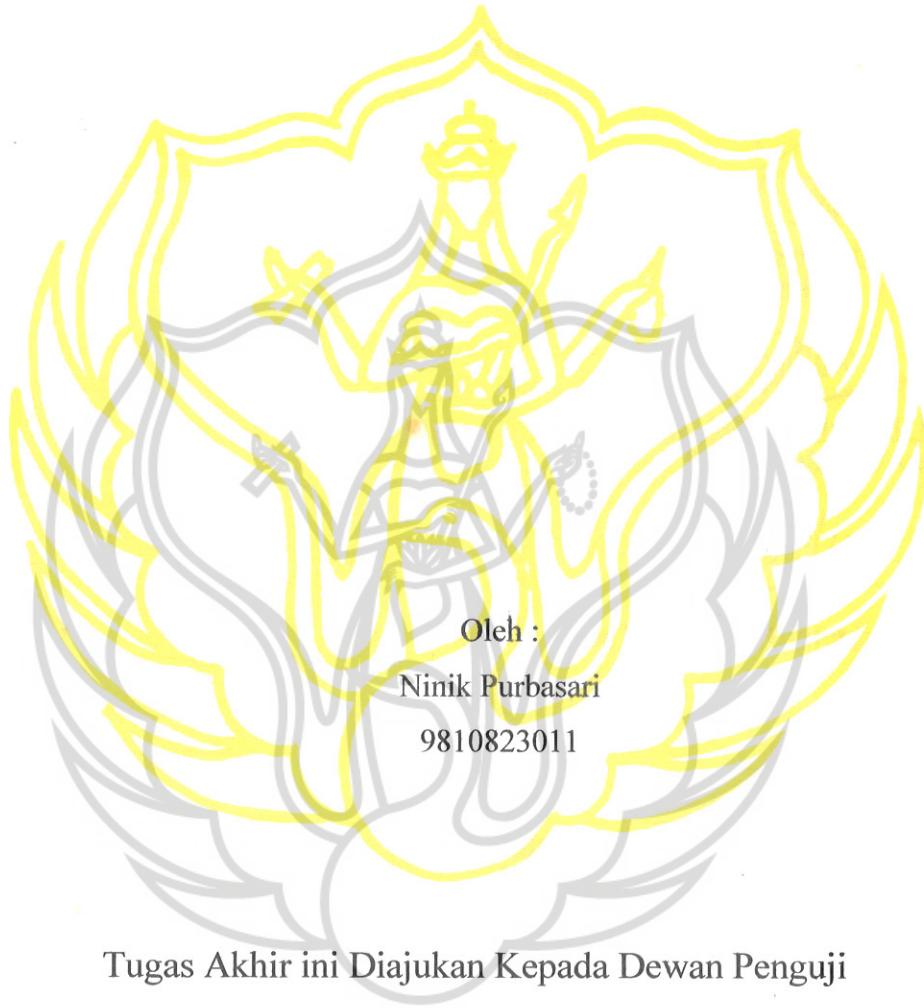 Oleh :
Ninik Purbasari
9810823011
Tugas Akhir ini Diajukan Kepada Dewan Penguji